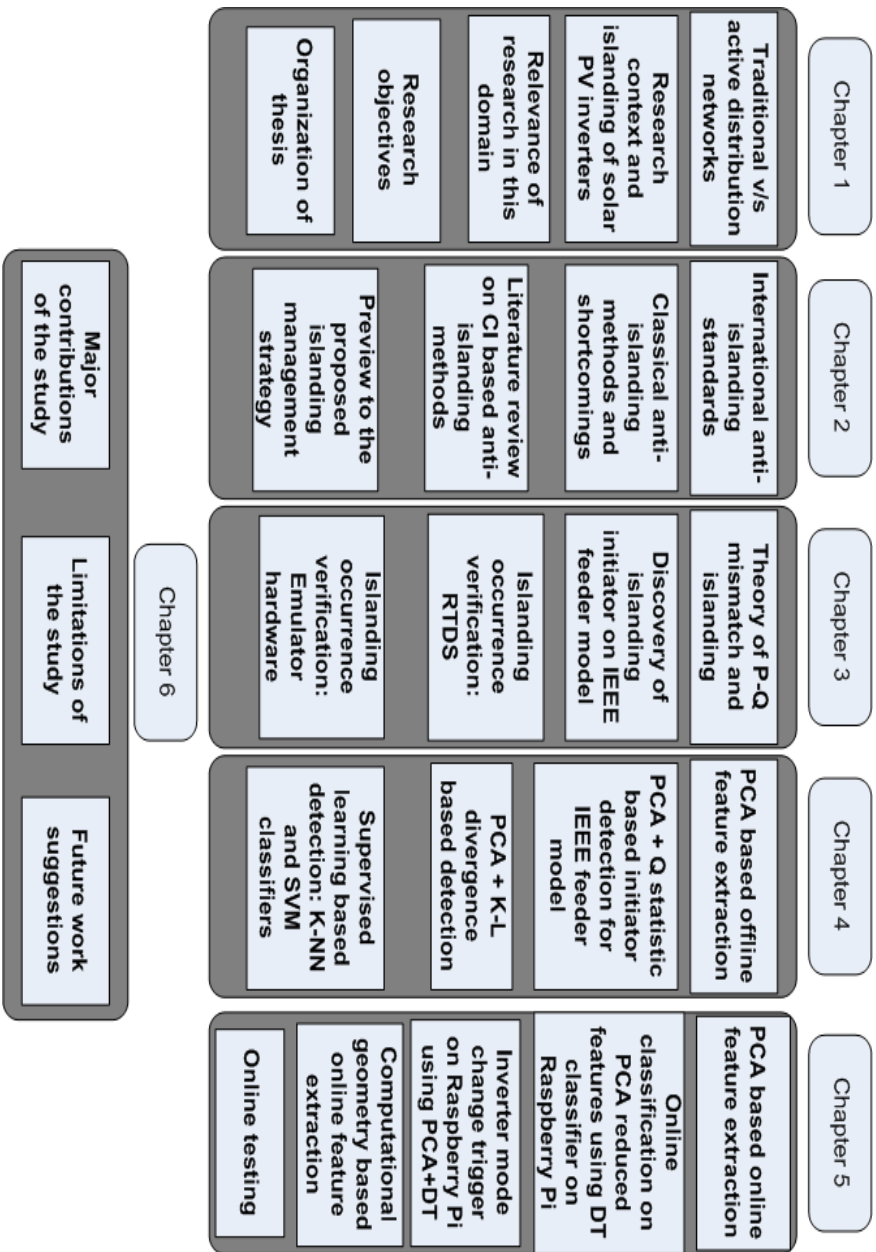 Chapter 1
Traditional v/s
active distribution
networks
Research
context and
islanding of solar
PV inverters
Relevance of
research in this
domain
Research
objectives
Organization of
thesis
Chapter 2
International anti-
islanding
standards
Classical anti-
islanding
methods and
shortcomings
Literature review
on CI based anti-
islanding
methods
Preview to the
proposed
islanding
management
strategy
Chapter 3
Theory of P-Q
mismatch and
islanding
Discovery of
islanding
initiator on IEEE
feeder model
Islanding
occurrence
verification:
RTDS
Islanding
occurrence
verification:
Emulator
hardware
Chapter 4
PCA based offline
feature extraction
PCA + Q statistic
based initiator
detection for
IEEE feeder
model
PCA + K-L
divergence
based detection
Supervised
learning based
detection: K-NN
and SVM
classifiers
Chapter 5
PCA based online
feature extraction
Online
classification on
PCA reduced
features using DT
classifier on
Raspberry Pi
Inverter mode
change trigger
on Raspberry Pi
using PCA+DT
Computational
geometry based
online feature
extraction
Online testing
Chapter 6
Major
contributions
of the study
Limitations of
the study
Future work
suggestions